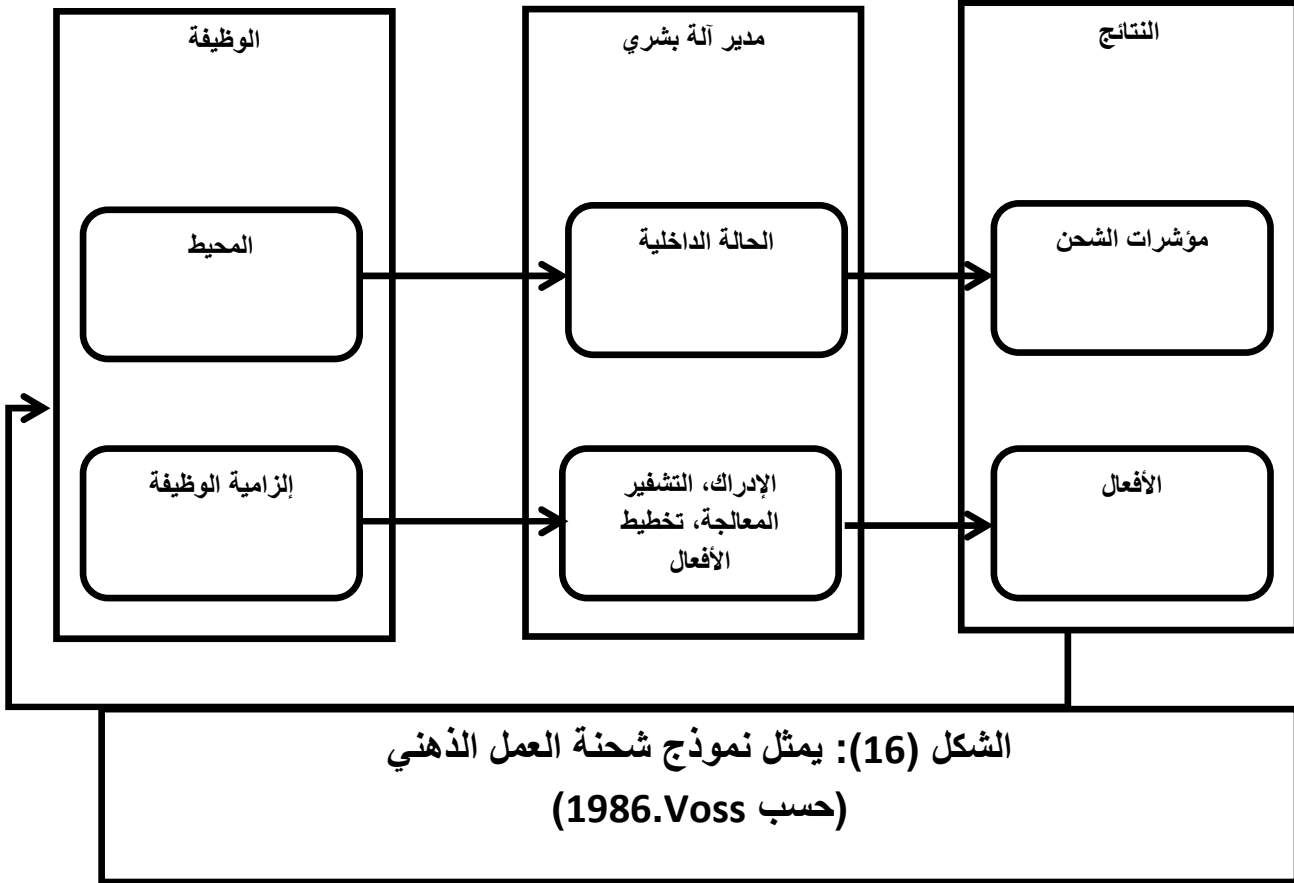 الوظيفة
مدير آلة بشري
النتائج
المحيط
الحالة الداخلية
مؤشرات الشحن
إلزامية الوظيفة
الإدراك، التشفير
المعالجة، تخطيط
الأفعال
الأفعال
الشكل (16): يمثل نموذج شحنة العمل الذهني
(حسب 1986.Voss)